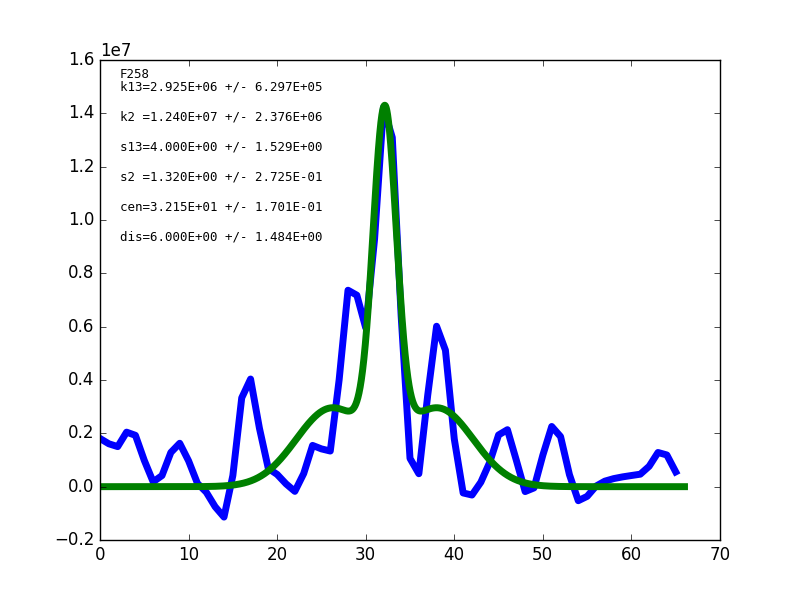 1e7
F258
k13=2.925E+06 +/- 6.297E+05
k2 =1.240E+07 +/- 2.376E+06
s13=4.000E+00 +/- 1.529E+00
s2 =1.320E+00 +/- 2.725E-01
cen=3.215E+01 +/- 1.701E-01
dis=6.000E+00 +/- 1.484E+00
1.6
1.4
1.2
1.0
0.8
0.6
0.4
0.2
0.0
−0.2
0 10 20 30 40 50 60 70